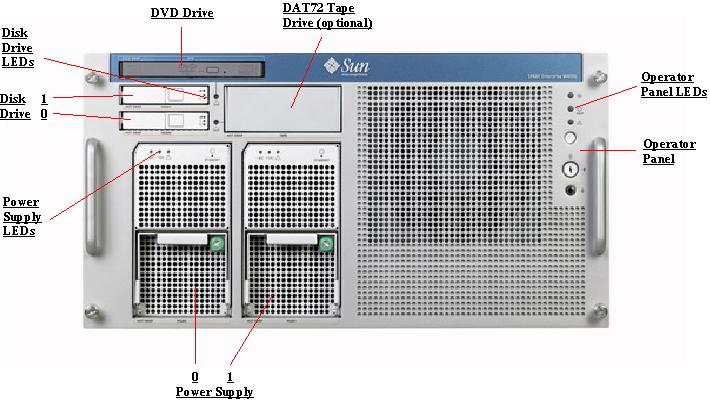 DVD Drive
DAT72 Tape
Drive (optional)
Disk
Drive
LEDs
Sun
Operator
Panel LEDs
Disk 1
Drive 0
Operator
Panel
Power
Supply
LEDs
0 1
Power Supply